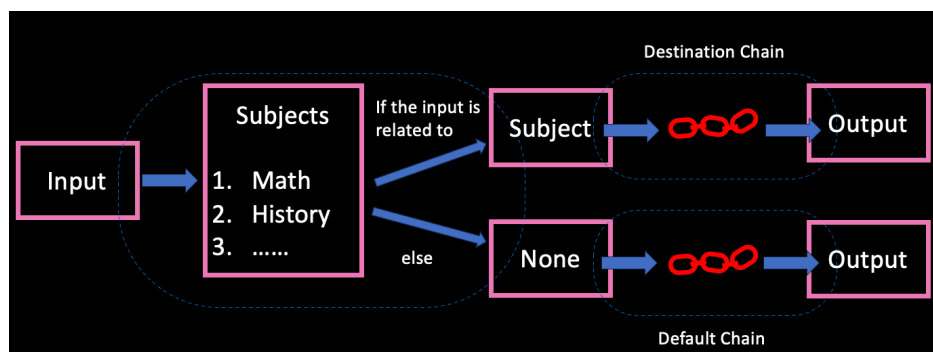 Destination Chain
Subjects
If the input is
related to
Subject
Output
Input
1. Math
2. History
3. ......
else
None
Output
Default Chain